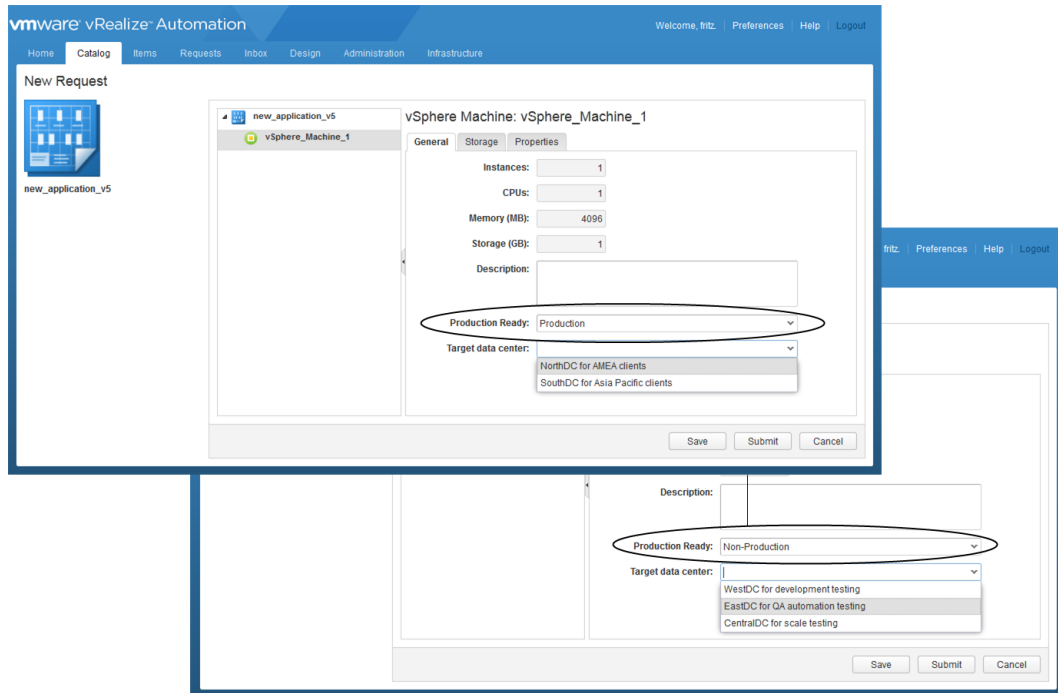 vmware® vRealize™ Automation
Welcome, fritz. | Preferences | Help | Logout
Home Catalog Items Requests Inbox Design Administration Infrastructure
New Request
new_application_v5
new_application_v5
vSphere_Machine_1
vSphere Machine: vSphere_Machine_1
General Storage Properties
Instances: 1
CPUs: 1
Memory (MB): 4096
Storage (GB): 1
Description:
Production Ready: Production
Target data center:
NorthDC for AMEA clients
SouthDC for Asia Pacific clients
Save Submit Cancel
fritz. | Preferences | Help | Logout
Description:
Production Ready: Non-Production
Target data center:
WestDC for development testing
EastDC for QA automation testing
CentralDC for scale testing
Save Submit Cancel